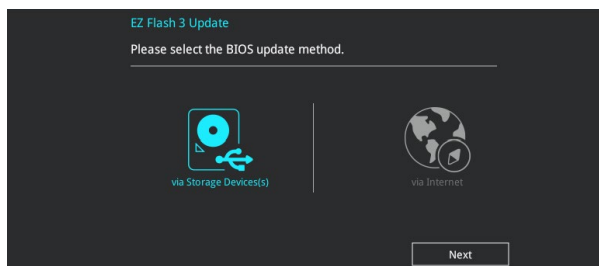 EZ Flash 3 Update
Please select the BIOS update method.
via Storage Devices(s)
via Internet
Next